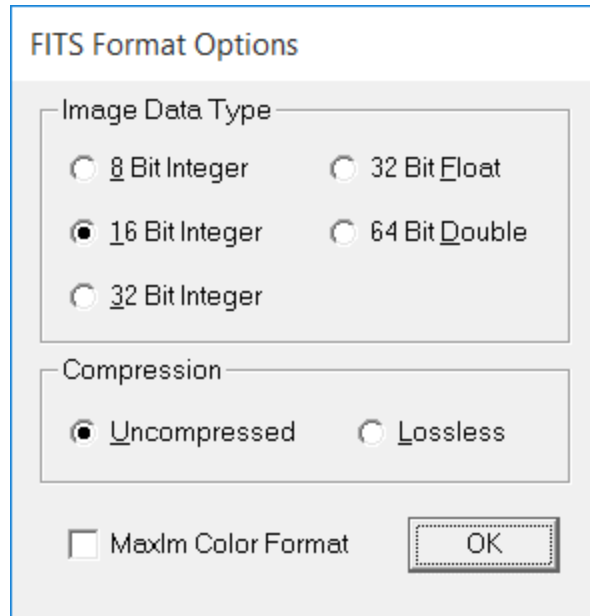 FITS Format Options
Image Data Type
8 Bit Integer
32 Bit Float
16 Bit Integer
64 Bit Double
32 Bit Integer
Compression
Uncompressed
Lossless
MaxIm Color Format
OK